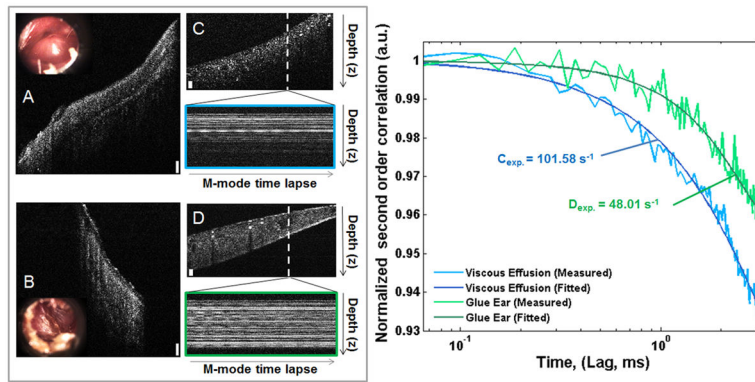 A
C
Depth (z)
Depth (z)
M-mode time lapse
B
D
Depth (z)
Depth (z)
M-mode time lapse
Normalized second order correlation (a.u.)
1
0.99
0.98
0.97
0.96
0.95
0.94
0.93
Cexp. = 101.58 s-1
Dexp. = 48.01 s-1
Viscous Effusion (Measured)
Viscous Effusion (Fitted)
Glue Ear (Measured)
Glue Ear (Fitted)
10-1
100
Time, (Lag, ms)